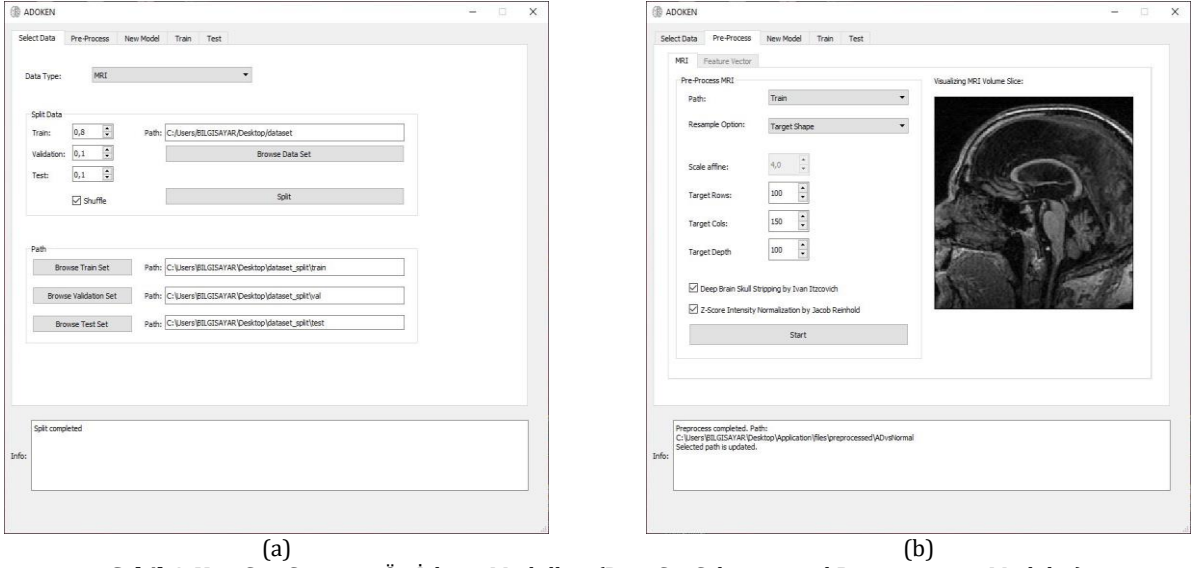 ADOKEN
Select Data Pre-Process New Model Train Test
Data Type: MRI
Split Data
Train: 0,8 Path: C:/Users/BILGISAYAR/Desktop/dataset
Validation: 0,1 Browse Data Set
Test: 0,1
Shuffle Split
Path
Browse Train Set Path: C:\Users\BILGISAYAR\Desktop\dataset_split\train
Browse Validation Set Path: C:\Users\BILGISAYAR\Desktop\dataset_split\val
Browse Test Set Path: C:\Users\BILGISAYAR\Desktop\dataset_split\test
Split completed
Info:
(a)
ADOKEN
Select Data Pre-Process New Model Train Test
MRI Feature Vector
Pre-Process MRI Visualizing MRI Volume Slice:
Path: Train
Resample Option: Target Shape
Scale affine: 4,0
Target Rows: 100
Target Cols: 150
Target Depth 100
Deep Brain Skull Stripping by Ivan Itzcovich
Z-Score Intensity Normalization by Jacob Reinhold
Start
Preprocess completed. Path:
C:\Users\BILGISAYAR\Desktop\Application\files\preprocessed\ADvsNormal
Selected path is updated.
Info:
(b)